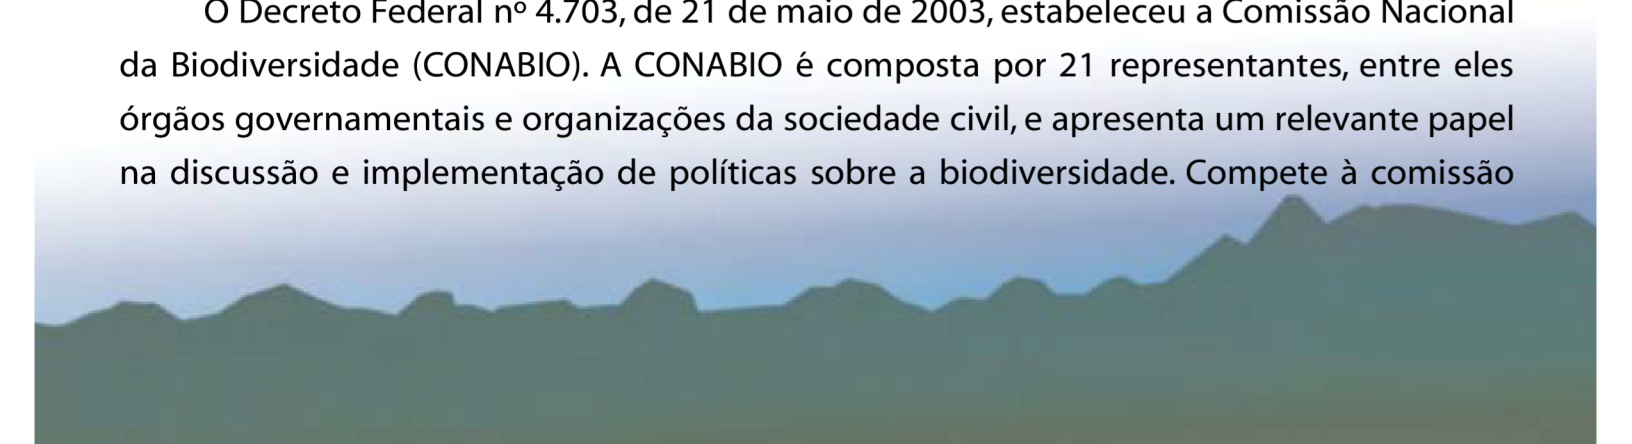 O Decreto Federal nº 4.703, de 21 de maio de 2003, estabeleceu a Comissão Nacional
da Biodiversidade (CONABIO). A CONABIO é composta por 21 representantes, entre eles
órgãos governamentais e organizações da sociedade civil, e apresenta um relevante papel
na discussão e implementação de políticas sobre a biodiversidade. Compete à comissão